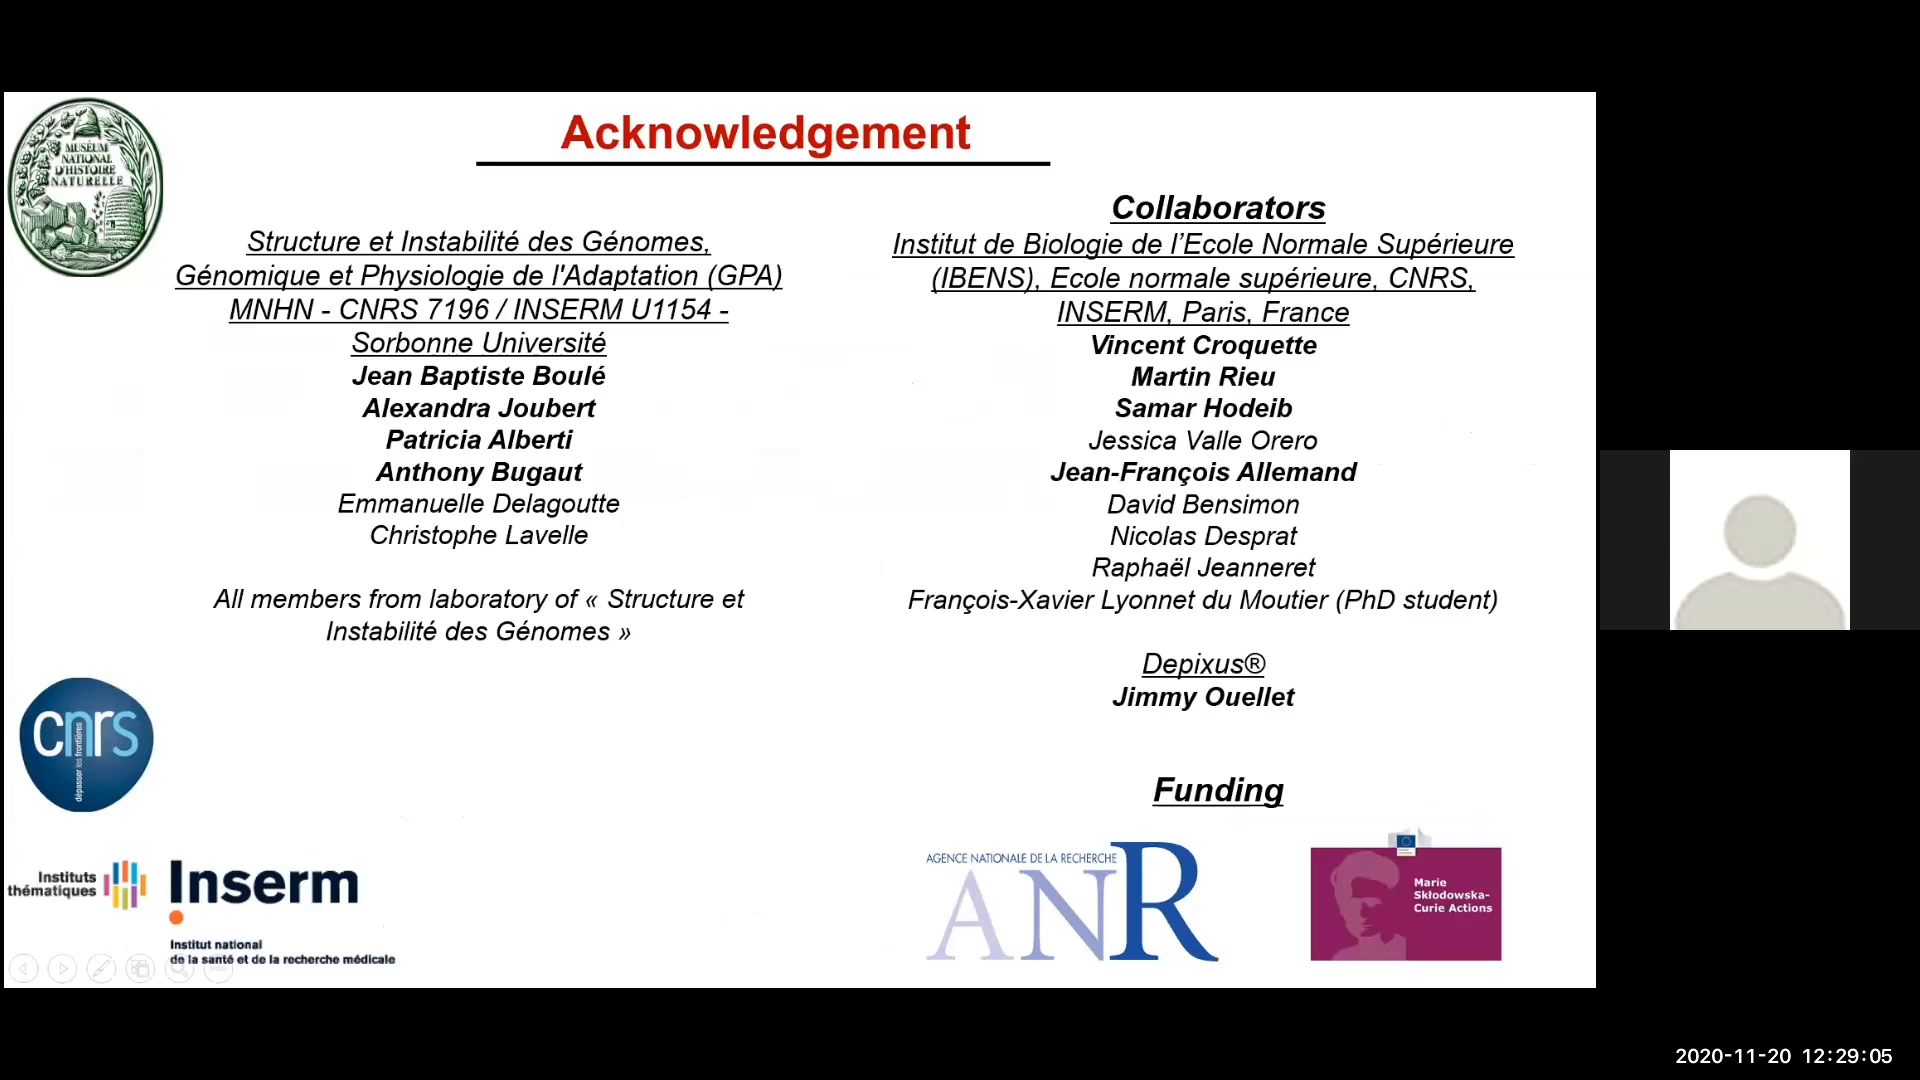 Acknowledgement
MUSEUM
NATIONAL
D'HISTOIRE
NATURELLE
Structure et Instabilité des Génomes,
Génomique et Physiologie de l'Adaptation (GPA)
MNHN - CNRS 7196 / INSERM U1154 -
Sorbonne Université
Jean Baptiste Boulé
Alexandra Joubert
Patricia Alberti
Anthony Bugaut
Emmanuelle Delagoutte
Christophe Lavelle
All members from laboratory of « Structure et
Instabilité des Génomes »
Collaborators
Institut de Biologie de l’Ecole Normale Supérieure
(IBENS), Ecole normale supérieure, CNRS,
INSERM, Paris, France
Vincent Croquette
Martin Rieu
Samar Hodeib
Jessica Valle Orero
Jean-François Allemand
David Bensimon
Nicolas Desprat
Raphaël Jeanneret
François-Xavier Lyonnet du Moutier (PhD student)
Depixus®
Jimmy Ouellet
Funding
AGENCE NATIONALE DE LA RECHERCHE
ANR
Marie
Skłodowska-
Curie Actions
cnrs
dépasser les frontières
Instituts
thématiques
Inserm
Institut national
de la santé et de la recherche médicale
2020-11-20 12:29:05